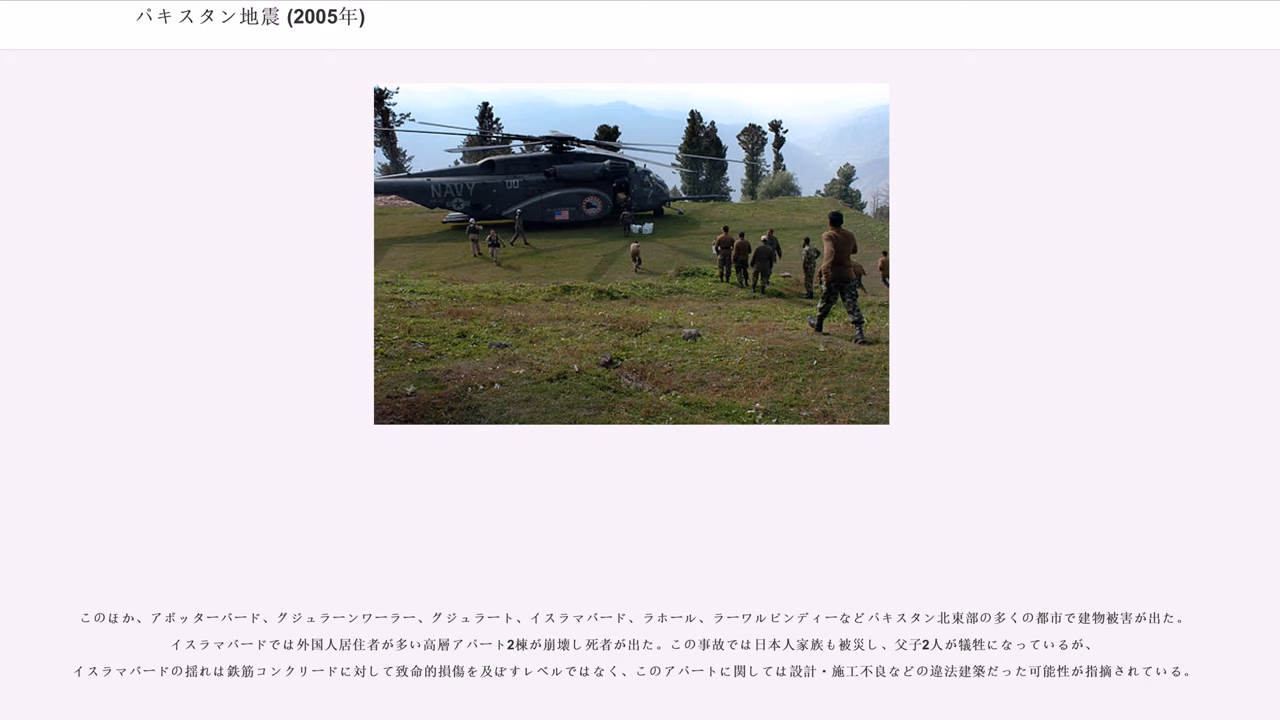 パキスタン地震 (2005年)
NAVY
00
このほか、アボッターバード、グジュラーンワーラー、グジュラート、イスラマバード、ラホール、ラーワルピンディーなどパキスタン北東部の多くの都市で建物被害が出た。
イスラマバードでは外国人居住者が多い高層アパート2棟が崩壊し死者が出た。この事故では日本人家族も被災し、父子2人が犠牲になっているが、
イスラマバードの揺れは鉄筋コンクリートに対して致命的損傷を及ぼすレベルではなく、このアパートに関しては設計・施工不良などの違法建築だった可能性が指摘されている。